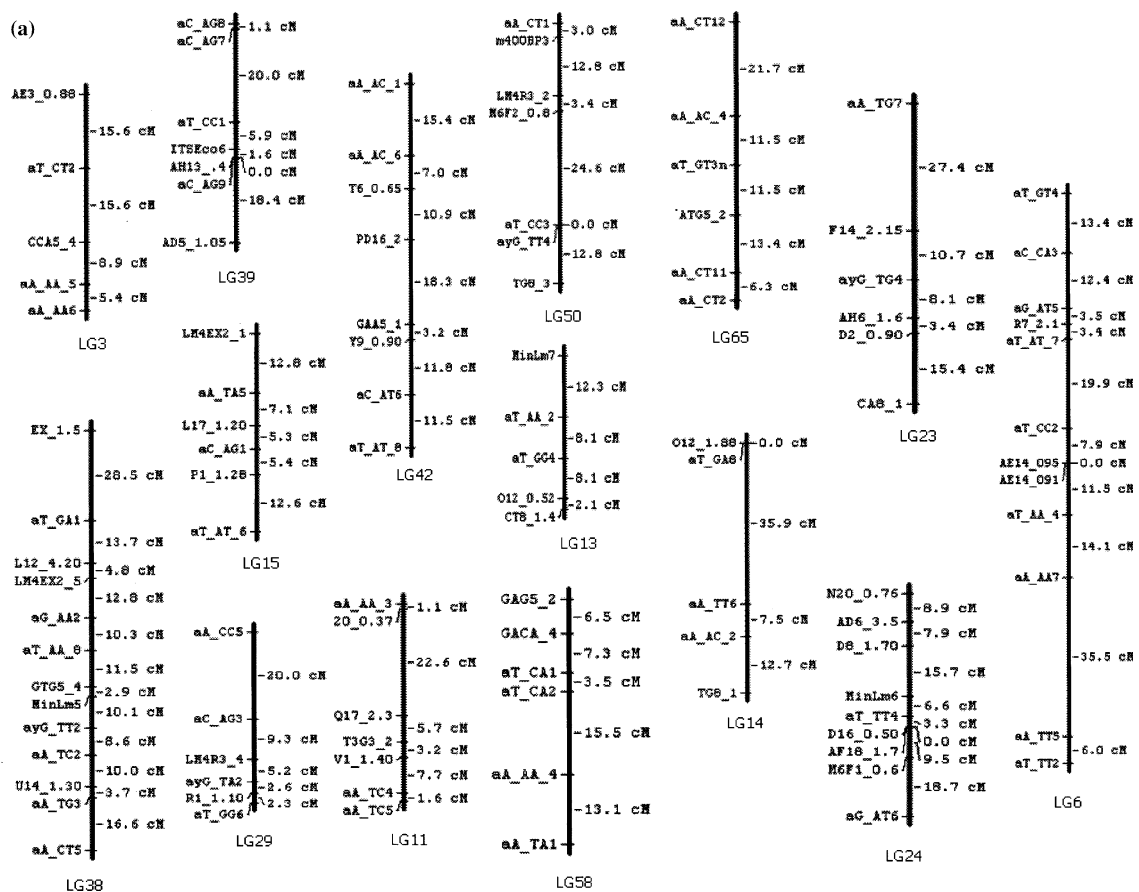 (a)
AE3_0.88
15.6 cM
aT_CT2
15.6 cM
CCA5_4
8.9 cM
aA_AA_5
5.4 cM
aA_AA6
LG3
aC_AG8
1.1 cM
aC_AG7
20.0 cM
aT_CC1
5.9 cM
ITSEco6
1.6 cM
AH13_.4
0.0 cM
aC_AG9
18.4 cM
AD5_1.05
LG39
aA_AC_1
15.4 cM
aA_AC_6
7.0 cM
T6_0.65
10.9 cM
PD16_2
18.3 cM
GAA5_1
3.2 cM
Y9_0.90
11.8 cM
aC_AT6
11.5 cM
aT_AT_8
LG42
aA_CT1
3.0 cM
m400BP3
12.8 cM
LM4R3_2
3.4 cM
M6F2_0.8
24.6 cM
aT_CC3
0.0 cM
ayG_TT4
12.8 cM
TG8_3
LG50
aA_CT12
21.7 cM
aA_AC_4
11.5 cM
aT_GT3n
11.5 cM
ATG5_2
13.4 cM
aA_CT11
6.3 cM
aA_CT2
LG65
aA_TG7
27.4 cM
F14_2.15
10.7 cM
ayG_TG4
8.1 cM
AH6_1.6
3.4 cM
D2_0.90
15.4 cM
CA8_1
LG23
aT_GT4
13.4 cM
aC_CA3
12.4 cM
aG_AT5
3.5 cM
R7_2.1
3.4 cM
aT_AT_7
19.9 cM
aT_CC2
7.9 cM
AE14_095
0.0 cM
AE14_091
11.5 cM
aT_AA_4
14.1 cM
aA_AA7
35.5 cM
aA_TT5
6.0 cM
aT_TT2
LG6
LM4EX2_1
12.8 cM
aA_TA5
7.1 cM
L17_1.20
5.3 cM
aC_AG1
5.4 cM
P1_1.28
12.6 cM
aT_AT_6
LG15
MinLm7
12.3 cM
aT_AA_2
8.1 cM
aT_GG4
8.1 cM
O12_0.52
2.1 cM
CT8_1.4
LG13
O12_1.88
0.0 cM
aT_GA8
35.9 cM
aA_TT6
7.5 cM
aA_AC_2
12.7 cM
TG8_1
LG14
EX_1.5
28.5 cM
aT_GA1
13.7 cM
L12_4.20
4.8 cM
LM4EX2_5
12.8 cM
aG_AA2
10.3 cM
aT_AA_8
11.5 cM
GTG5_4
2.9 cM
MinLm5
10.1 cM
ayG_TT2
8.6 cM
aA_TC2
10.0 cM
U14_1.30
3.7 cM
aA_TG3
16.6 cM
aA_CT5
LG38
aA_CC5
20.0 cM
aC_AG3
9.3 cM
LM4R3_4
5.2 cM
ayG_TA2
2.6 cM
R1_1.10
2.3 cM
aT_GG6
LG29
aA_AA_3
1.1 cM
20_0.37
22.6 cM
Q17_2.3
5.7 cM
T3G3_2
3.2 cM
V1_1.40
7.7 cM
aA_TC4
1.6 cM
aA_TC5
LG11
GAG5_2
6.5 cM
GACA_4
7.3 cM
aT_CA1
3.5 cM
aT_CA2
15.5 cM
aA_AA_4
13.1 cM
aA_TA1
LG58
N20_0.76
8.9 cM
AD6_3.5
7.9 cM
D8_1.70
15.7 cM
MinLm6
6.6 cM
aT_TT4
3.3 cM
D16_0.50
0.0 cM
AF18_1.7
9.5 cM
M6F1_0.6
18.7 cM
aG_AT6
LG24